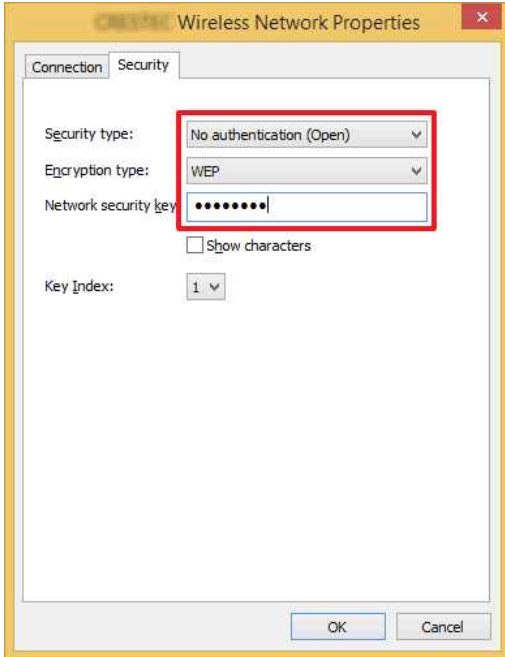 Wireless Network Properties
Connection Security
Security type: No authentication (Open)
Encryption type: WEP
Network security key ••••••••
Show characters
Key Index: 1
OK Cancel